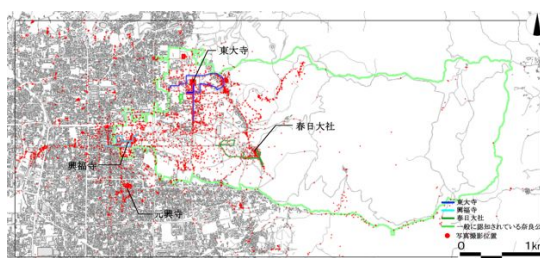 東大寺
春日大社
興福寺
元興寺
東大寺
興福寺
春日大社
一般に認知されている奈良公
写真撮影位置
0 1km